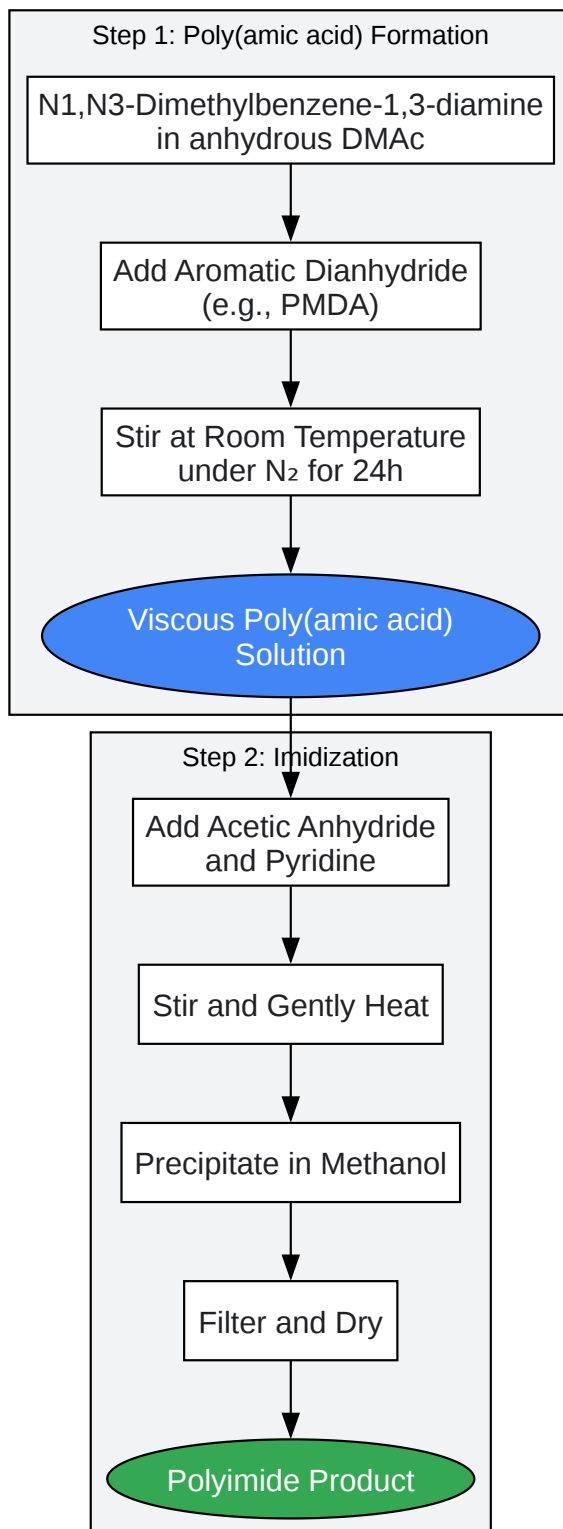 Step 1: Poly(amic acid) Formation
N1,N3-Dimethylbenzene-1,3-diamine
in anhydrous DMAc
Add Aromatic Dianhydride
(e.g., PMDA)
Stir at Room Temperature
under N₂ for 24h
Viscous Poly(amic acid)
Solution
Step 2: Imidization
Add Acetic Anhydride
and Pyridine
Stir and Gently Heat
Precipitate in Methanol
Filter and Dry
Polyimide Product